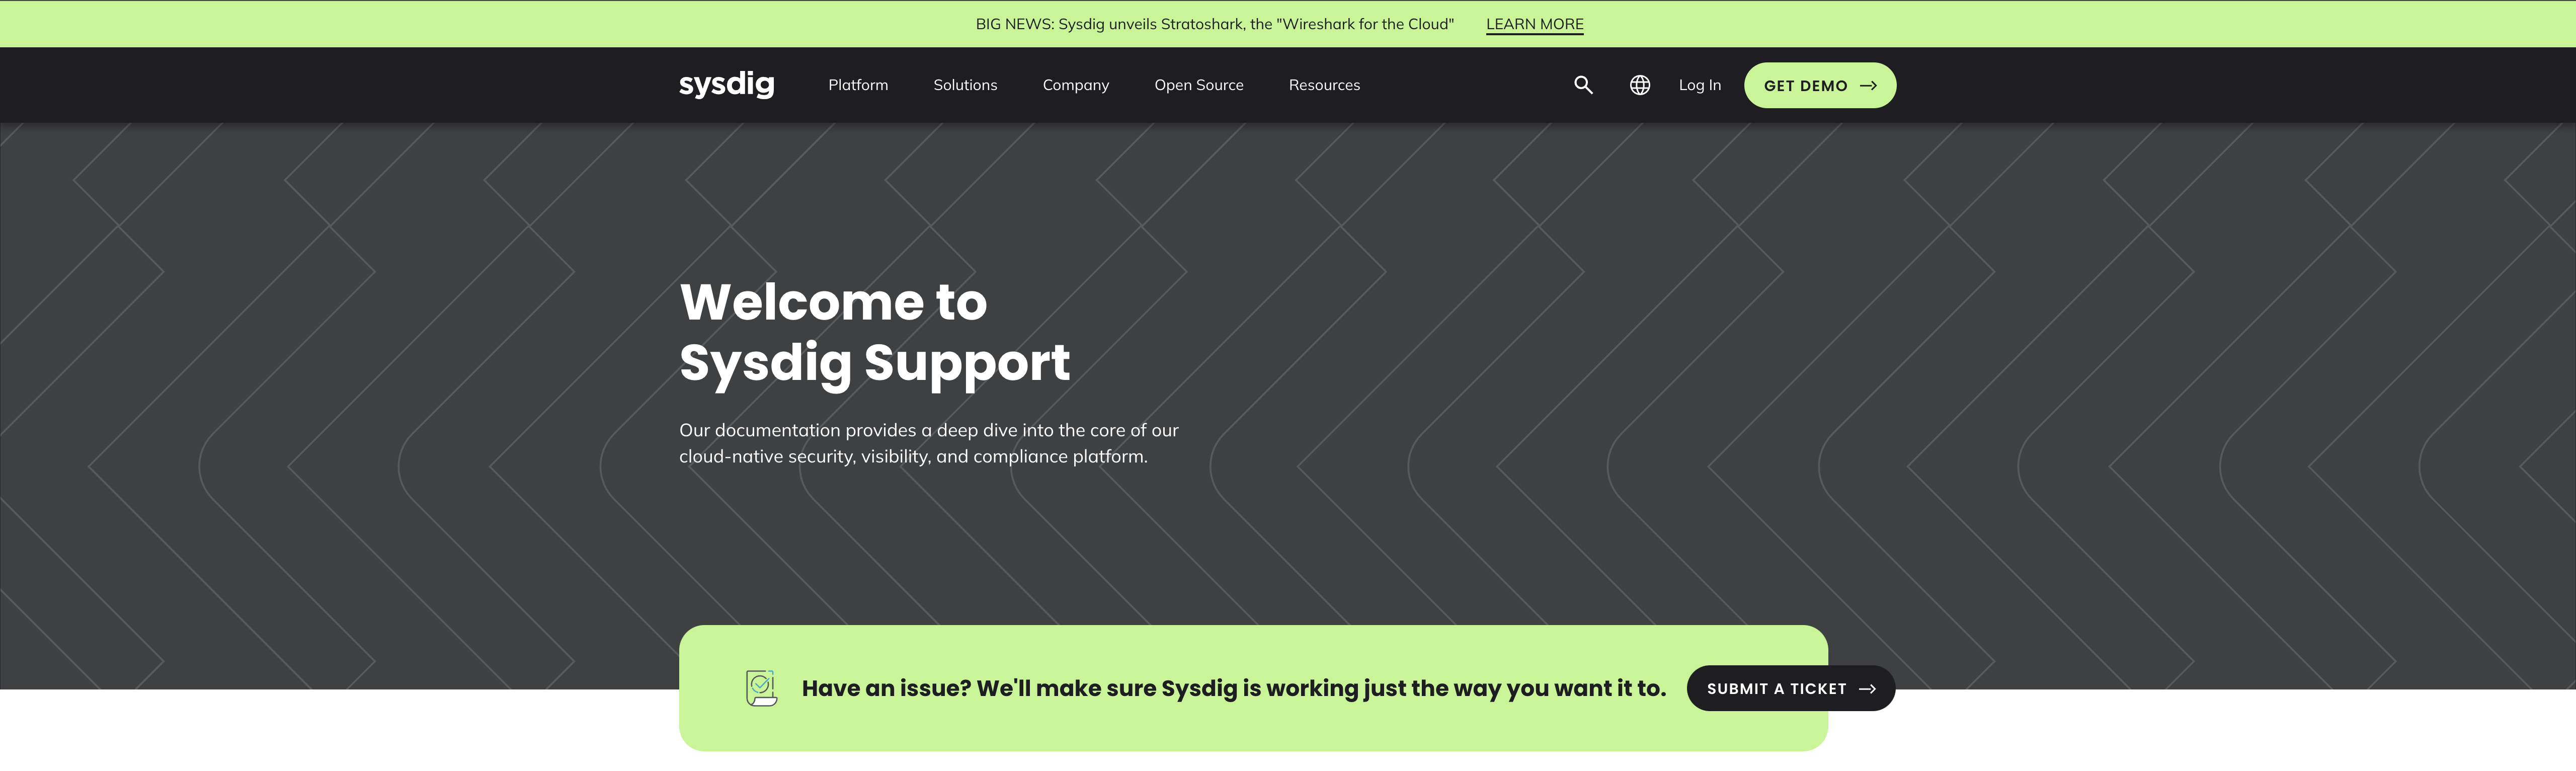 BIG NEWS: Sysdig unveils Stratoshark, the "Wireshark for the Cloud" LEARN MORE
sysdig Platform Solutions Company Open Source Resources Log In GET DEMO
Welcome to
Sysdig Support
Our documentation provides a deep dive into the core of our
cloud-native security, visibility, and compliance platform.
Have an issue? We'll make sure Sysdig is working just the way you want it to. SUBMIT A TICKET